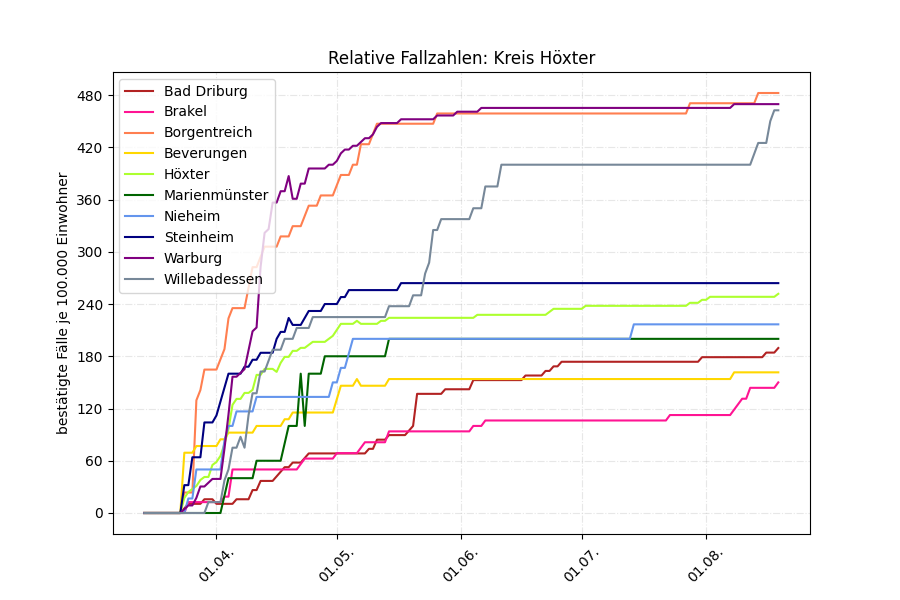 Relative Fallzahlen: Kreis Höxter
bestätigte Fälle je 100.000 Einwohner
480
420
360
300
240
180
120
60
0
Bad Driburg
Brakel
Borgentreich
Beverungen
Höxter
Marienmünster
Nieheim
Steinheim
Warburg
Willebadessen
01.04.
01.05.
01.06.
01.07.
01.08.